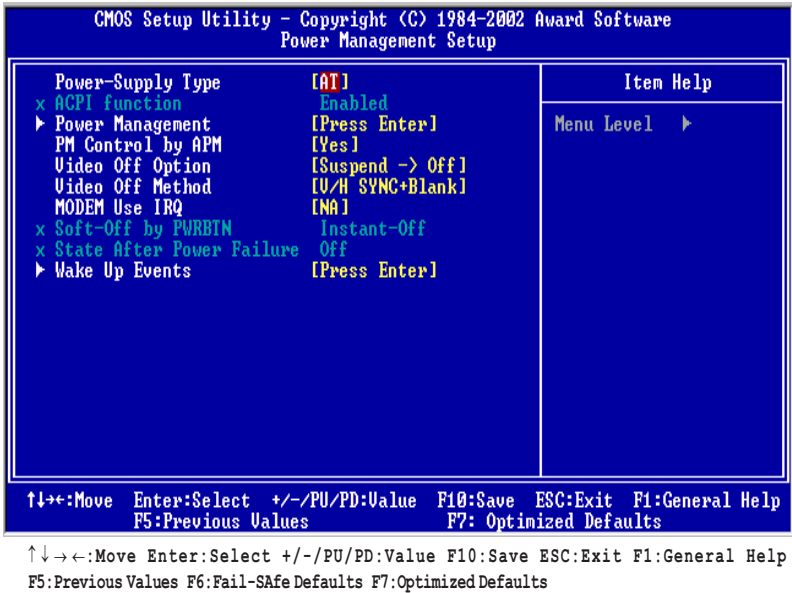 CMOS Setup Utility – Copyright (C) 1984–2002 Award Software
Power Management Setup
Power–Supply Type [AT]
x ACPI function Enabled
▶ Power Management [Press Enter]
PM Control by APM [Yes]
Video Off Option [Suspend –> Off]
Video Off Method [V/H SYNC+Blank]
MODEM Use IRQ [NA]
x Soft–Off by PWRBTN Instant–Off
x State After Power Failure Off
▶ Wake Up Events [Press Enter]
Item Help
Menu Level ▶
↑↓→←:Move Enter:Select +/–/PU/PD:Value F10:Save ESC:Exit F1:General Help
F5:Previous Values F7: Optimized Defaults
↑↓→←:Move Enter:Select +/-/PU/PD:Value F10:Save ESC:Exit F1:General Help
F5:Previous Values F6:Fail-SAfe Defaults F7:Optimized Defaults